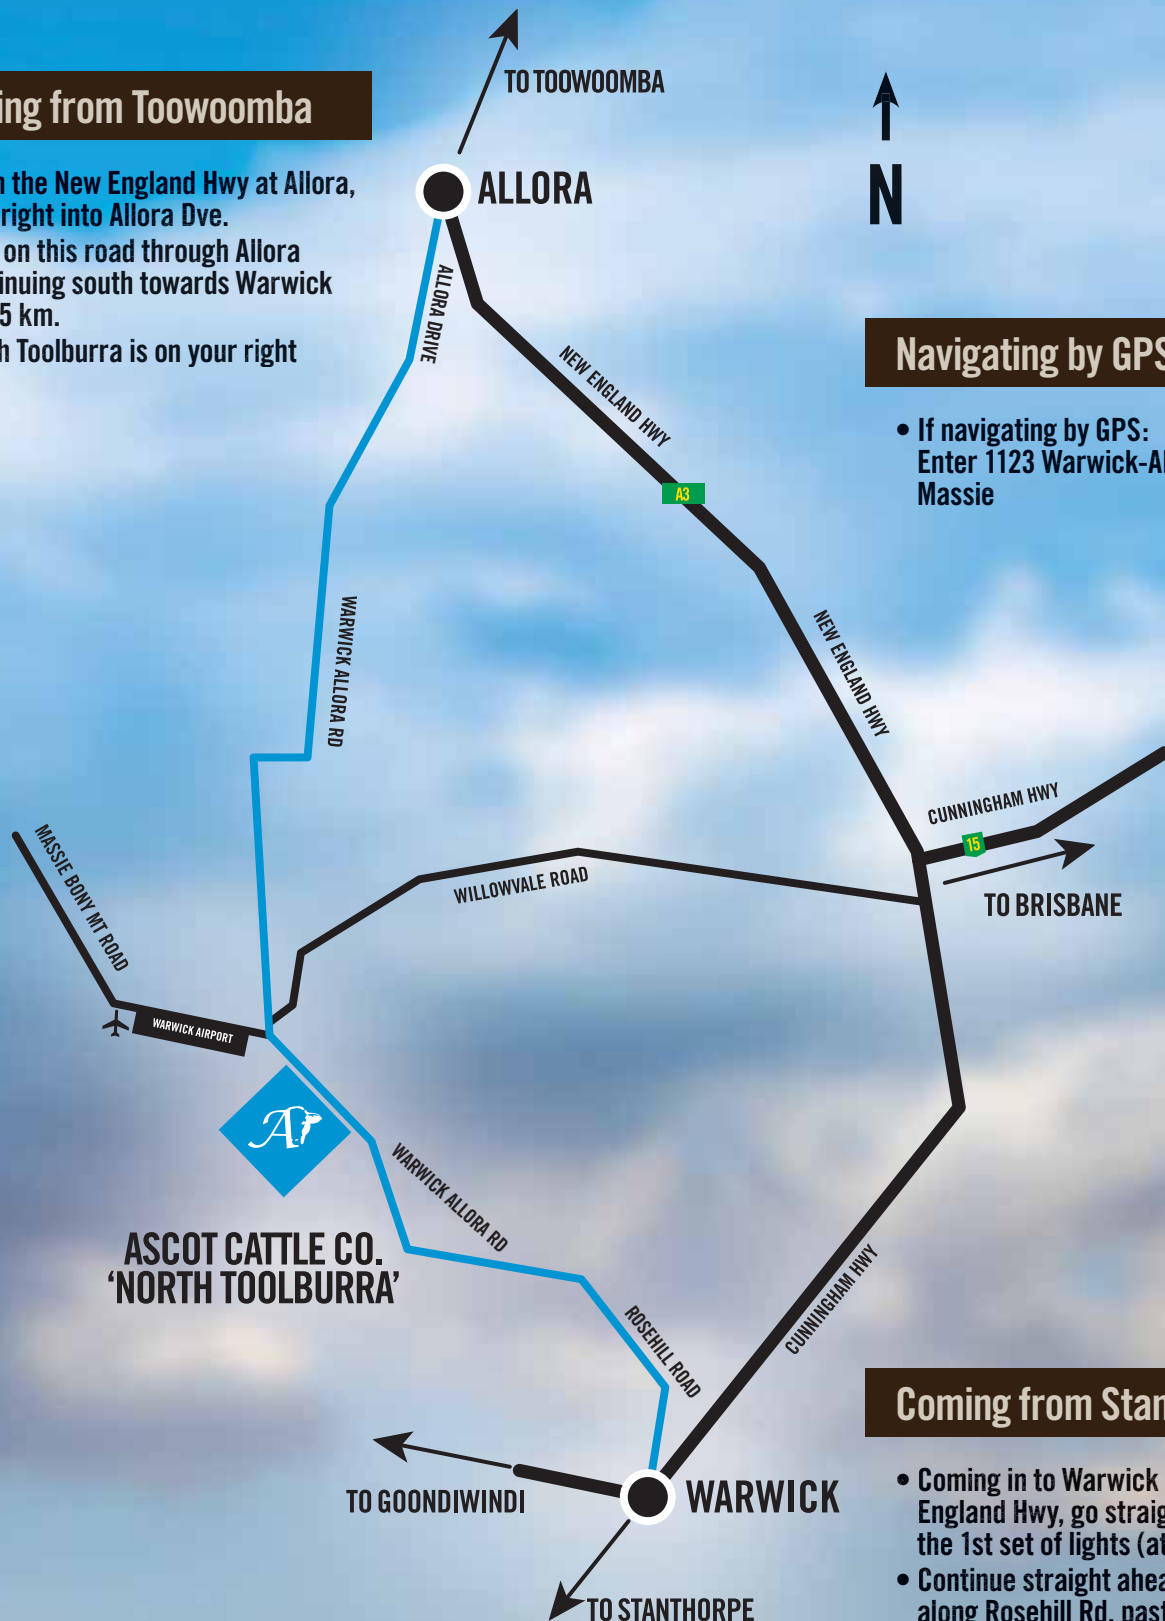 ing from Toowoomba
the New England Hwy at Allora,
right into Allora Dve.
on this road through Allora
inuing south towards Warwick
5 km.
Toolburra is on your right
TO TOOWOOMBA
N
ALLORA
ALLORA DRIVE
NEW ENGLAND HWY
A3
Navigating by GPS
• If navigating by GPS:
Enter 1123 Warwick-Al
Massie
WARWICK ALLORA RD
NEW ENGLAND HWY
CUNNINGHAM HWY
15
TO BRISBANE
MASSIE BONY MT ROAD
WILLOWVALE ROAD
WARWICK AIRPORT
A
WARWICK ALLORA RD
ASCOT CATTLE CO.
‘NORTH TOOLBURRA’
CUNNINGHAM HWY
ROSEHILL ROAD
TO GOONDIWINDI
WARWICK
TO STANTHORPE
Coming from Stan
• Coming in to Warwick
England Hwy, go straig
the 1st set of lights (at
• Continue straight ahea
along Rosehill Rd, past